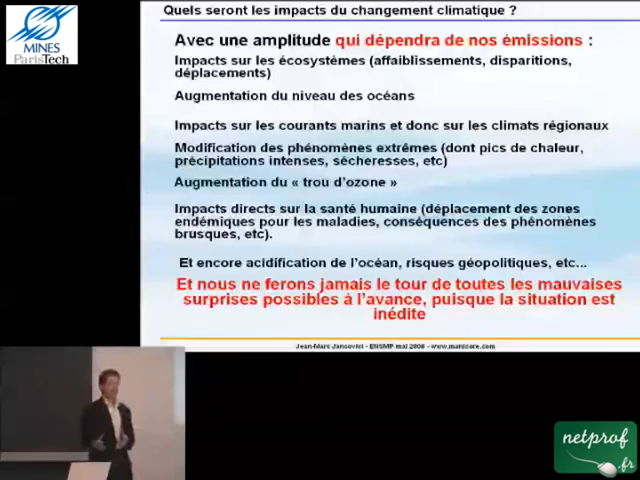 Quels seront les impacts du changement climatique ?
MINES
ParisTech
Avec une amplitude qui dépendra de nos émissions :
Impacts sur les écosystèmes (affaiblissements, disparitions,
déplacements)
Augmentation du niveau des océans
Impacts sur les courants marins et donc sur les climats régionaux
Modification des phénomènes extrêmes (dont pics de chaleur,
précipitations intenses, sécheresses, etc)
Augmentation du « trou d'ozone »
Impacts directs sur la santé humaine (déplacement des zones
endémiques pour les maladies, conséquences des phénomènes
brusques, etc).
Et encore acidification de l'océan, risques géopolitiques, etc...
Et nous ne ferons jamais le tour de toutes les mauvaises
surprises possibles à l'avance, puisque la situation est
inédite
Jean-Marc Jancovici - ENSMP mai 2008 - www.manicore.com
netprof
.fr